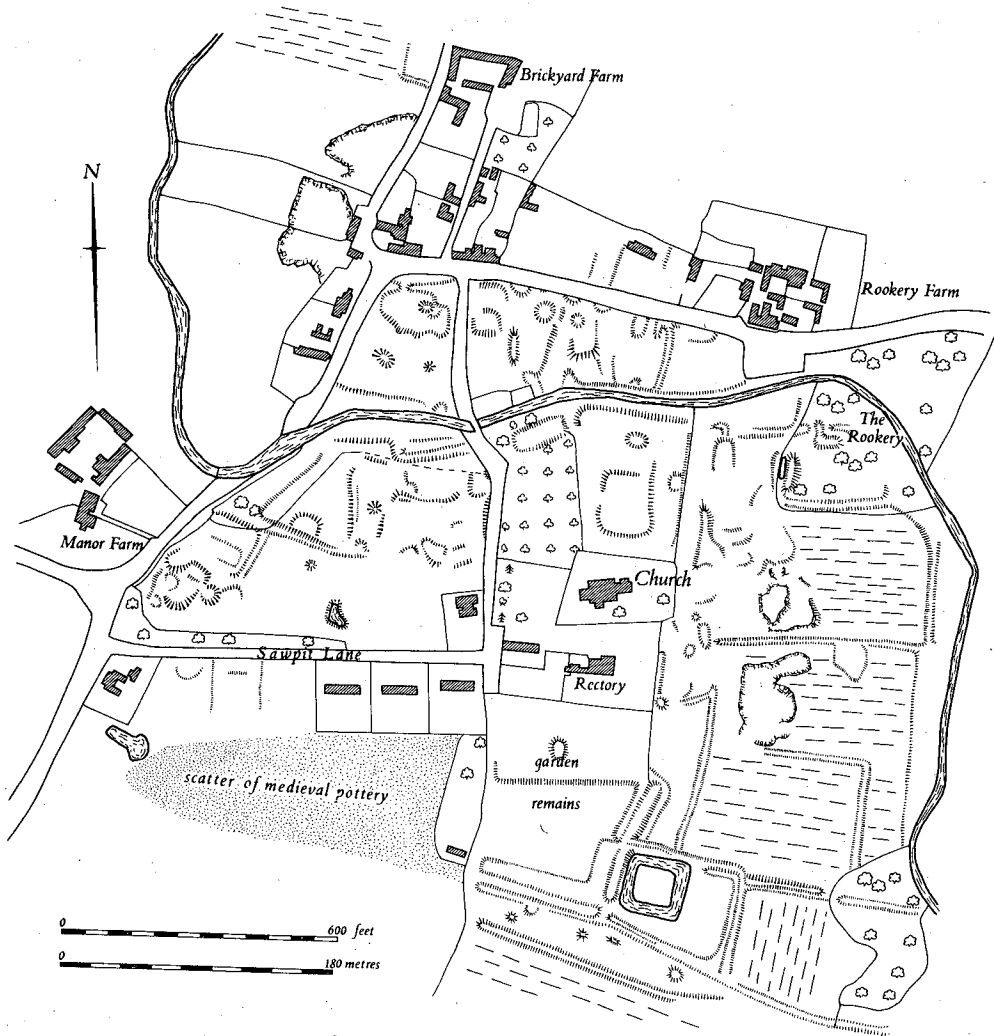 Brickyard Farm
N
Rookery Farm
The
Rookery
Manor Farm
Church
Sawpit Lane
Rectory
garden
scatter of medieval pottery
remains
0
600 feet
0
180 metres